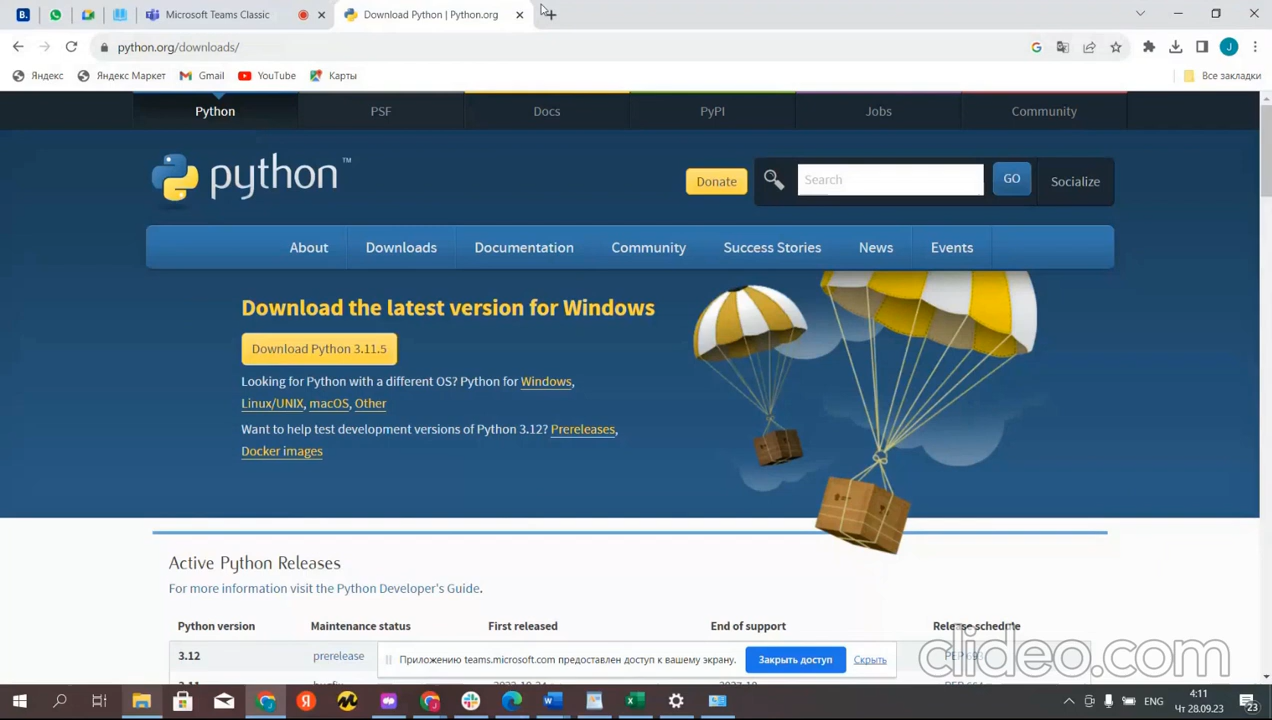 Microsoft Teams Classic
Download Python | Python.org
python.org/downloads/
J
Яндекс
Яндекс Маркет
Gmail
YouTube
Карты
Все закладки
Python
PSF
Docs
PyPI
Jobs
Community
python™
Donate
Search
GO
Socialize
About
Downloads
Documentation
Community
Success Stories
News
Events
Download the latest version for Windows
Download Python 3.11.5
Looking for Python with a different OS? Python for Windows,
Linux/UNIX, macOS, Other
Want to help test development versions of Python 3.12? Prereleases,
Docker images
Active Python Releases
For more information visit the Python Developer's Guide.
Python version
Maintenance status
First released
End of support
Release schedule
3.12
prerelease
Приложению teams.microsoft.com предоставлен доступ к вашему экрану.
Закрыть доступ
Скрыть
clideo.com
ENG
4:11
Чт 28.09.23
23